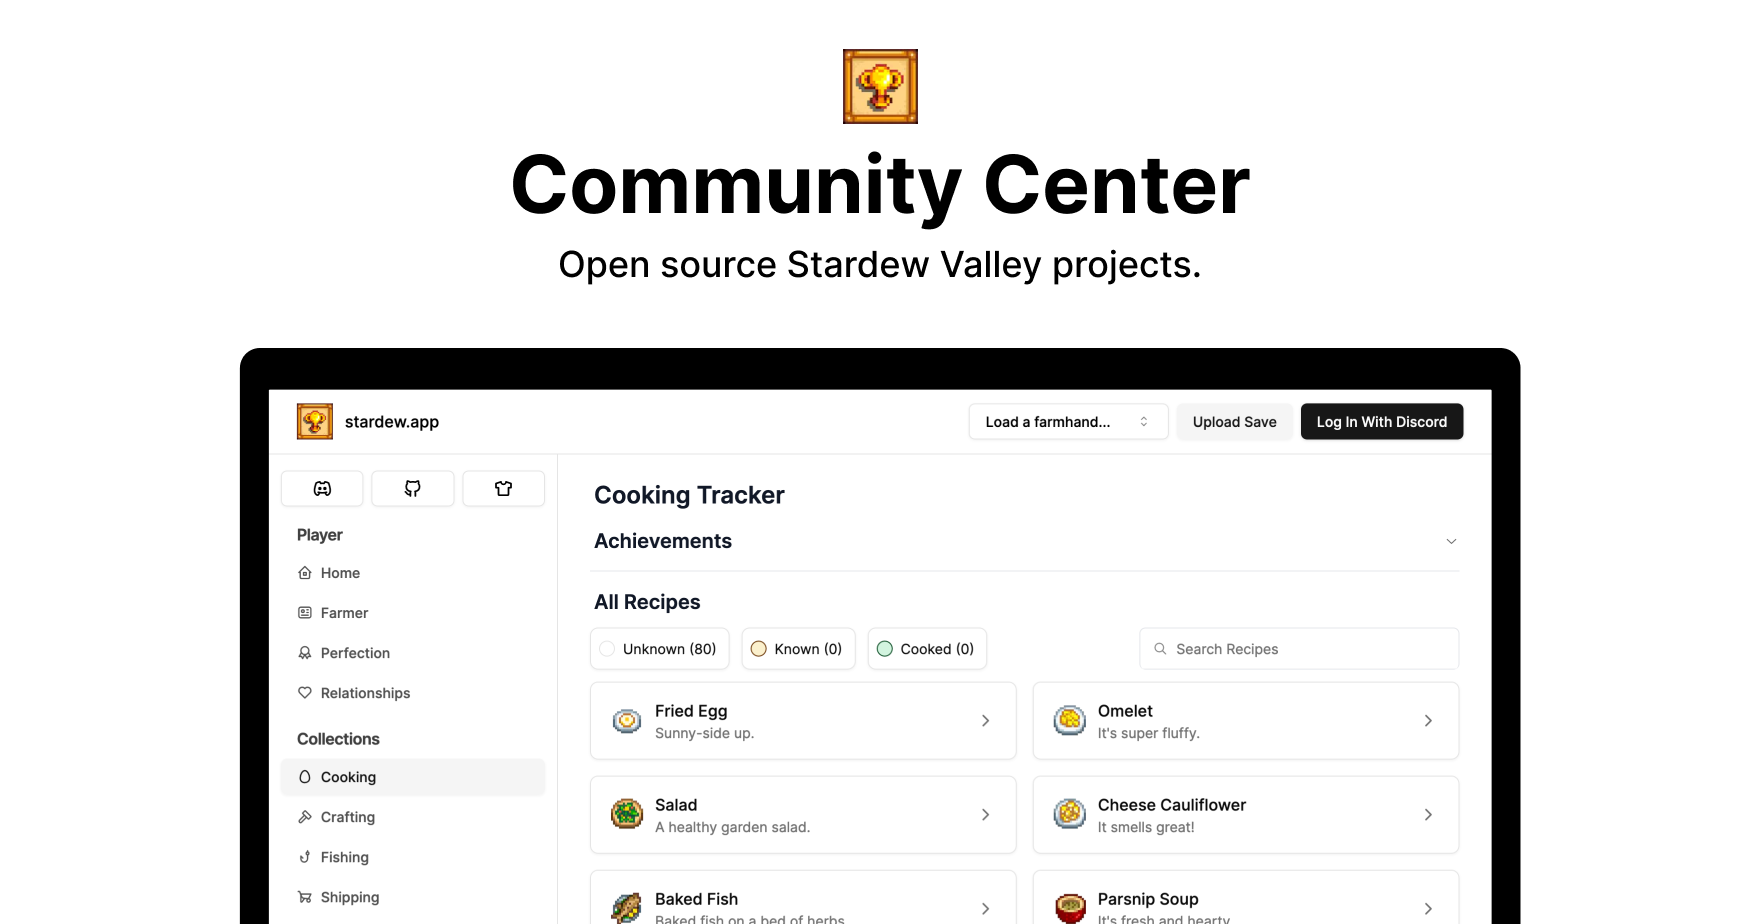 Community Center
Open source Stardew Valley projects.
stardew.app
Load a farmhand...
Upload Save
Log In With Discord
Player
Home
Farmer
Perfection
Relationships
Collections
Cooking
Crafting
Fishing
Shipping
Cooking Tracker
Achievements
All Recipes
Unknown (80)
Known (0)
Cooked (0)
Search Recipes
Fried Egg
Sunny-side up.
Omelet
It's super fluffy.
Salad
A healthy garden salad.
Cheese Cauliflower
It smells great!
Baked Fish
Baked fish on a bed of herbs.
Parsnip Soup
It's fresh and hearty.